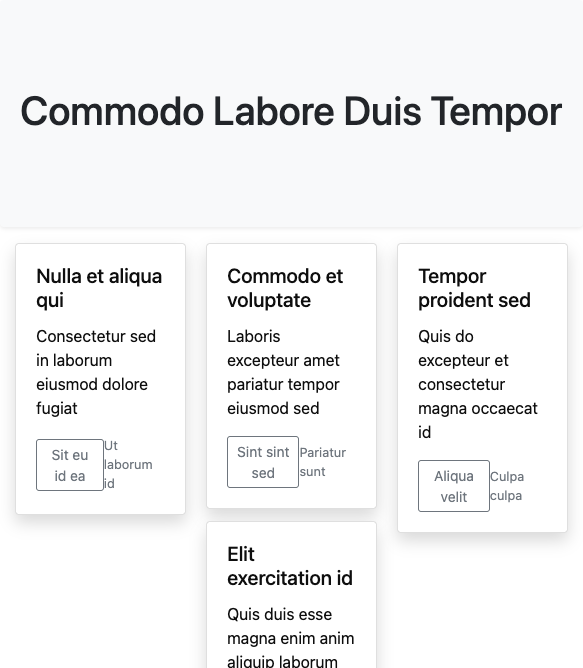 Commodo Labore Duis Tempor
Nulla et aliqua
qui
Consectetur sed
in laborum
eiusmod dolore
fugiat
Sit eu
id ea
Ut
laborum
id
Commodo et
voluptate
Laboris
excepteur amet
pariatur tempor
eiusmod sed
Sint sint
sed
Pariatur
sunt
Tempor
proident sed
Quis do
excepteur et
consectetur
magna occaecat
id
Aliqua
velit
Culpa
culpa
Elit
exercitation id
Quis duis esse
magna enim anim
aliquip laborum